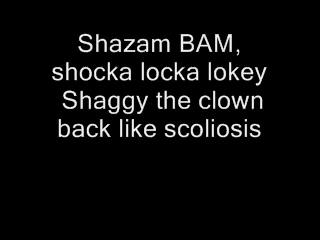 Shazam BAM,
shocka locka lokey
Shaggy the clown
back like scoliosis